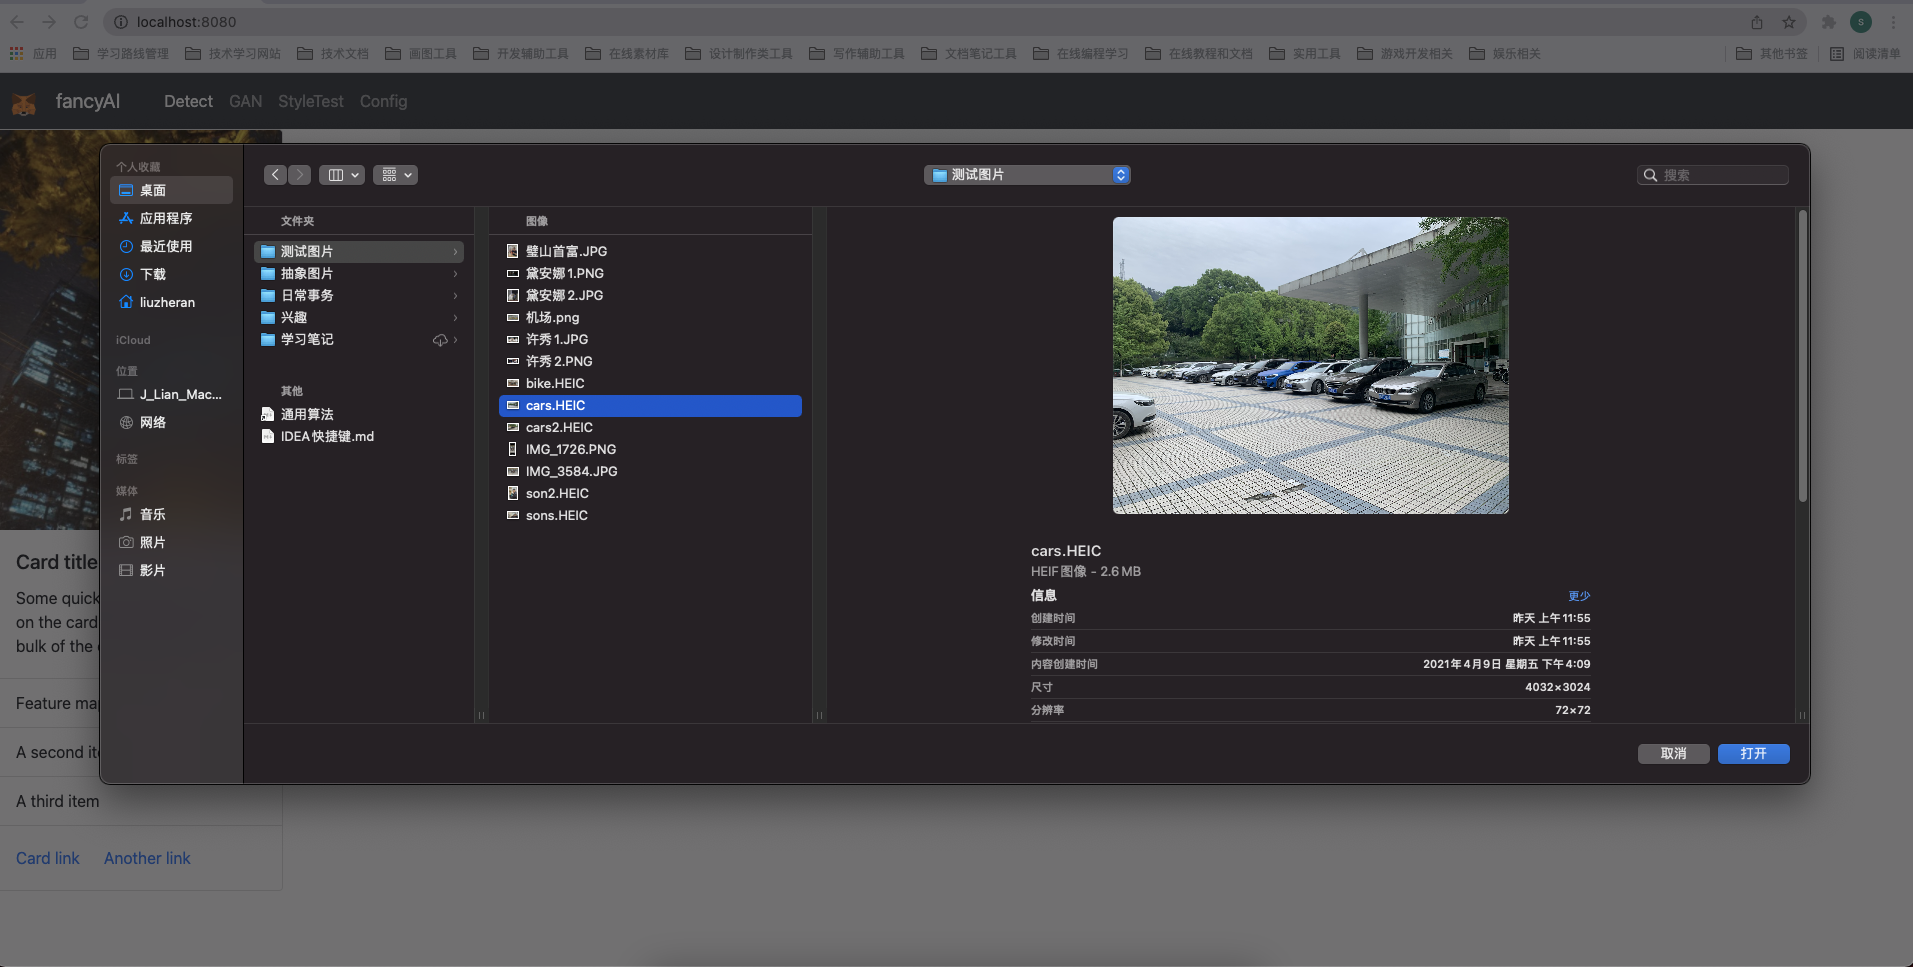 localhost:8080
应用
学习路线管理
技术学习网站
技术文档
画图工具
开发辅助工具
在线素材库
设计制作类工具
写作辅助工具
文档笔记工具
在线编程学习
在线教程和文档
实用工具
游戏开发相关
娱乐相关
其他书签
阅读清单
S
fancyAI
Detect
GAN
StyleTest
Config
个人收藏
桌面
应用程序
最近使用
下载
liuzheran
iCloud
位置
J_Lian_Mac...
网络
标签
媒体
音乐
照片
影片
测试图片
搜索
文件夹
测试图片
抽象图片
日常事务
兴趣
学习笔记
其他
通用算法
IDEA快捷键.md
图像
璧山首富.JPG
黛安娜1.PNG
黛安娜2.JPG
机场.png
许秀1.JPG
许秀2.PNG
bike.HEIC
cars.HEIC
cars2.HEIC
IMG_1726.PNG
IMG_3584.JPG
son2.HEIC
sons.HEIC
cars.HEIC
HEIF图像 - 2.6 MB
信息 更少
创建时间 昨天 上午11:55
修改时间 昨天 上午11:55
内容创建时间 2021年4月9日 星期五 下午4:09
尺寸 4032×3024
分辨率 72×72
取消
打开
Card title
Some quick
on the card
bulk of the
Feature ma
A second it
A third item
Card link
Another link